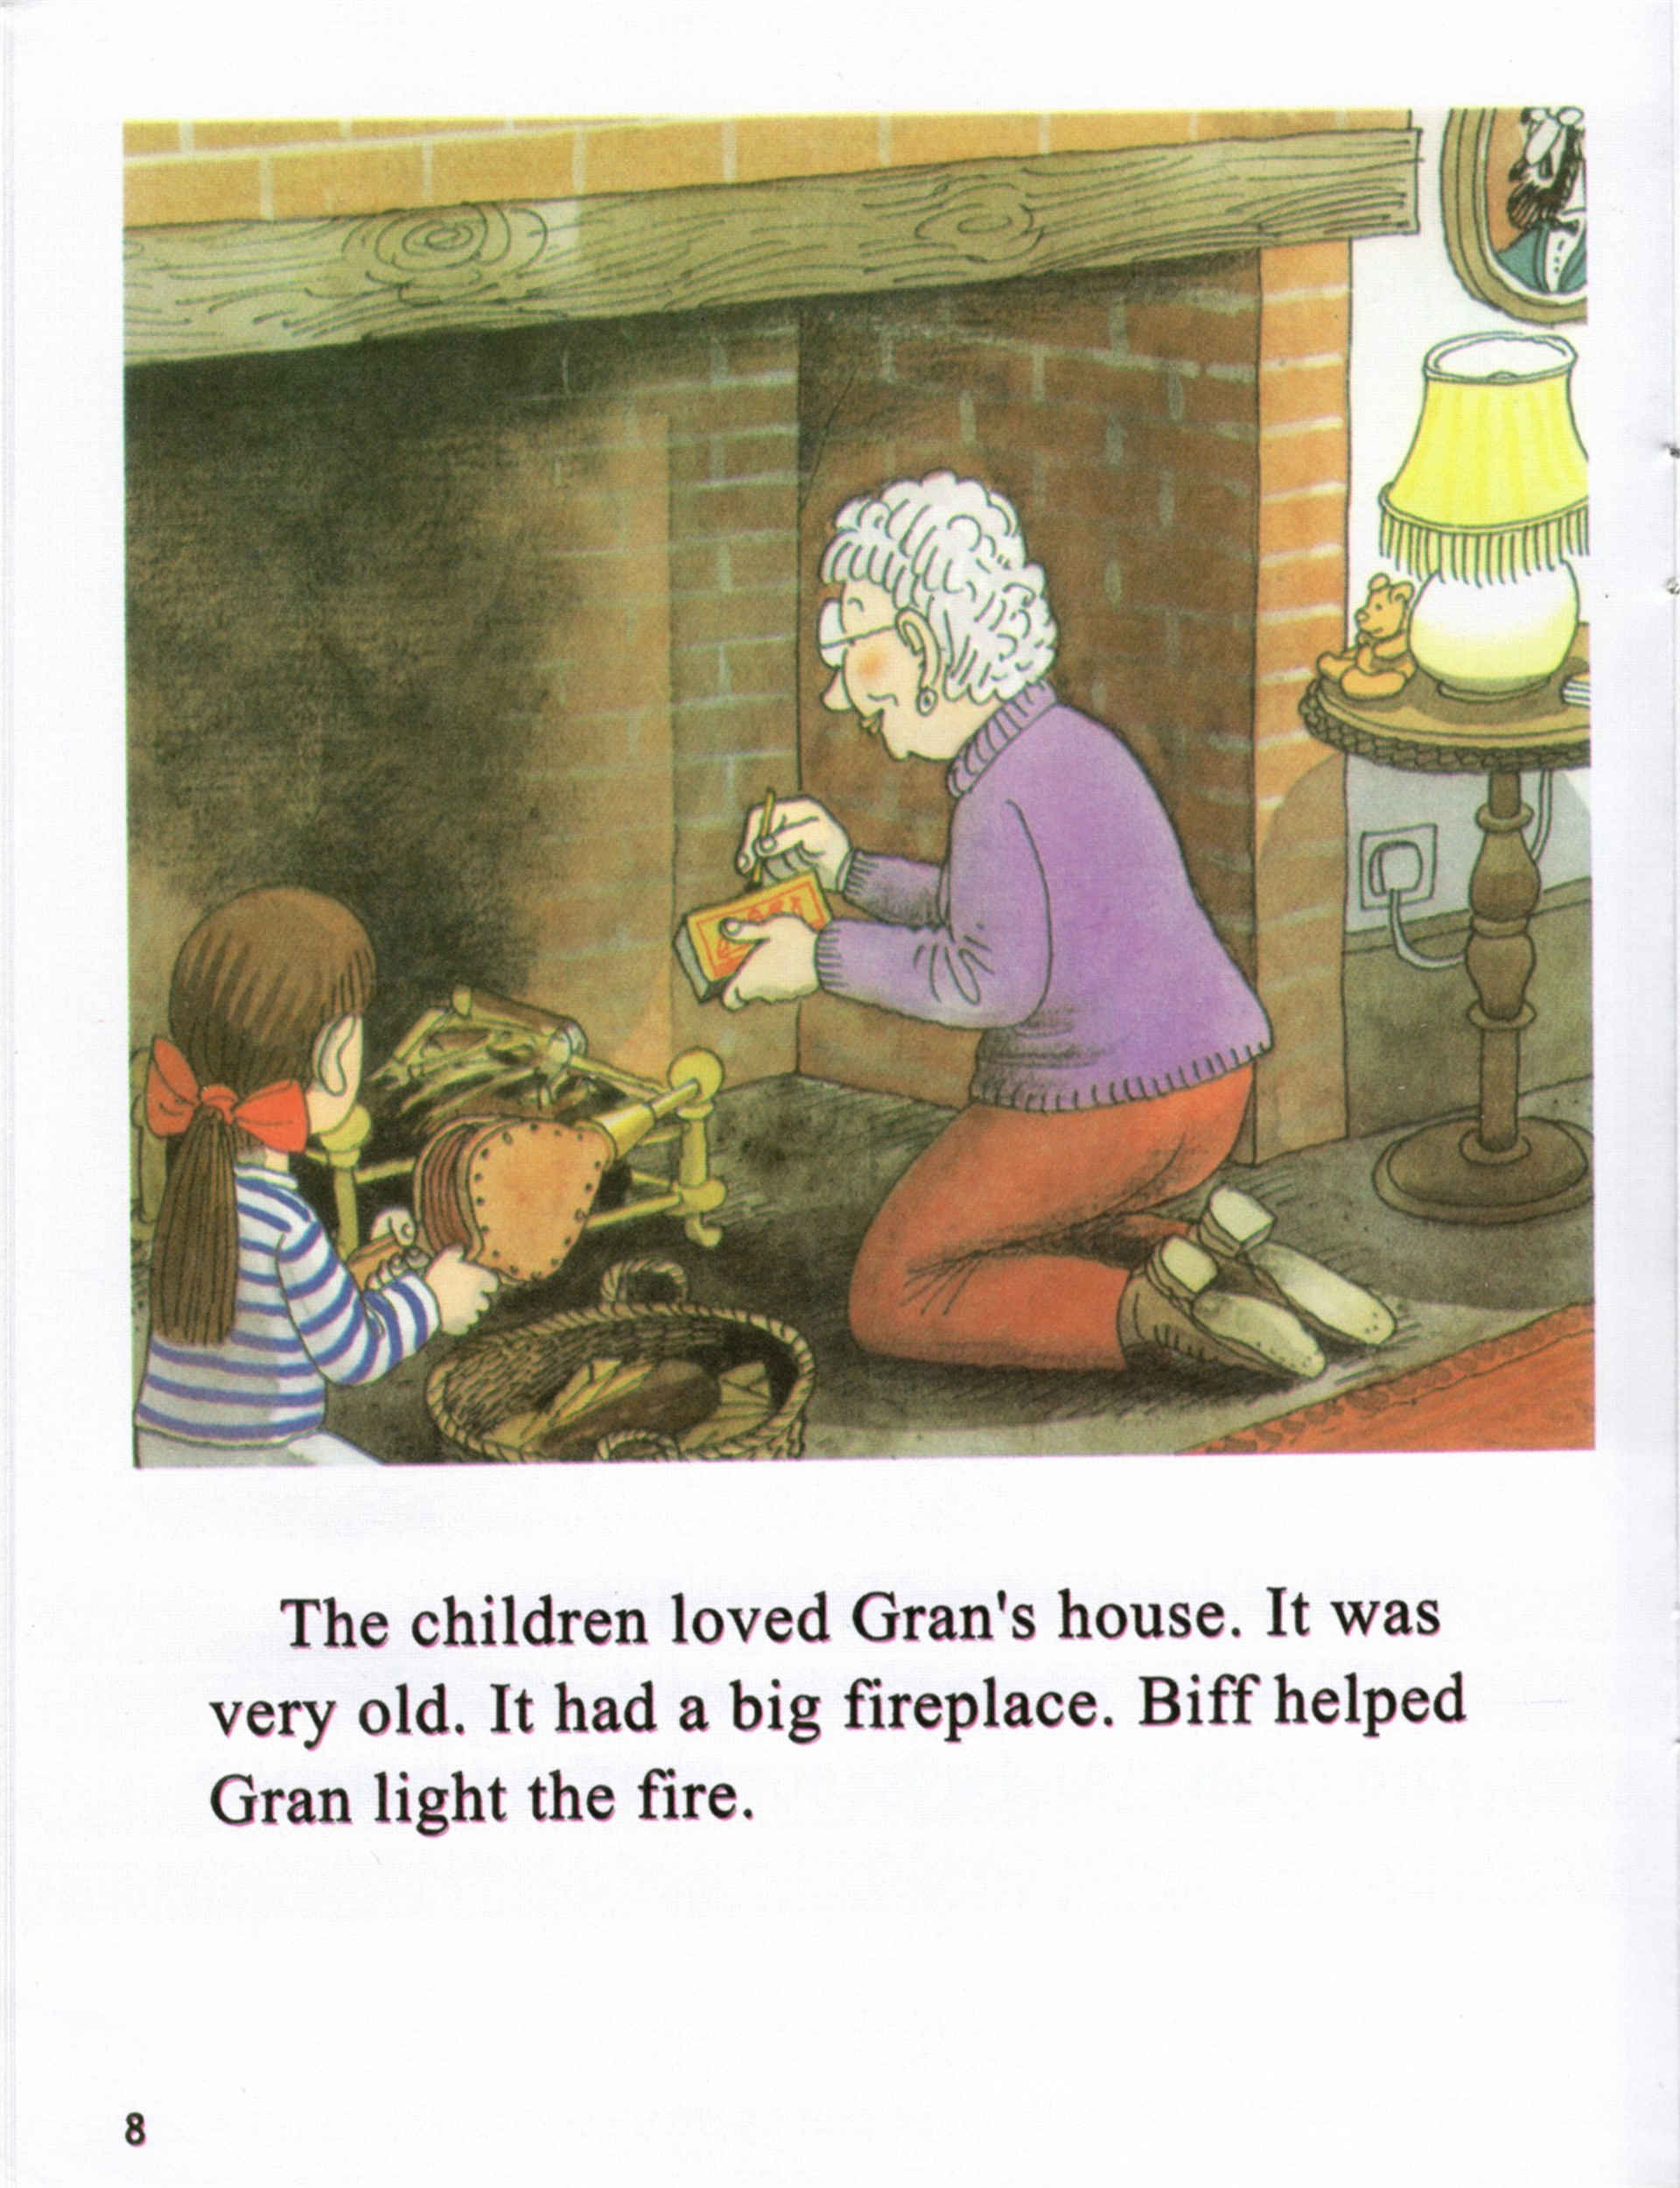 The children loved Gran's house. It was
very old. It had a big fireplace. Biff helped
Gran light the fire.
8